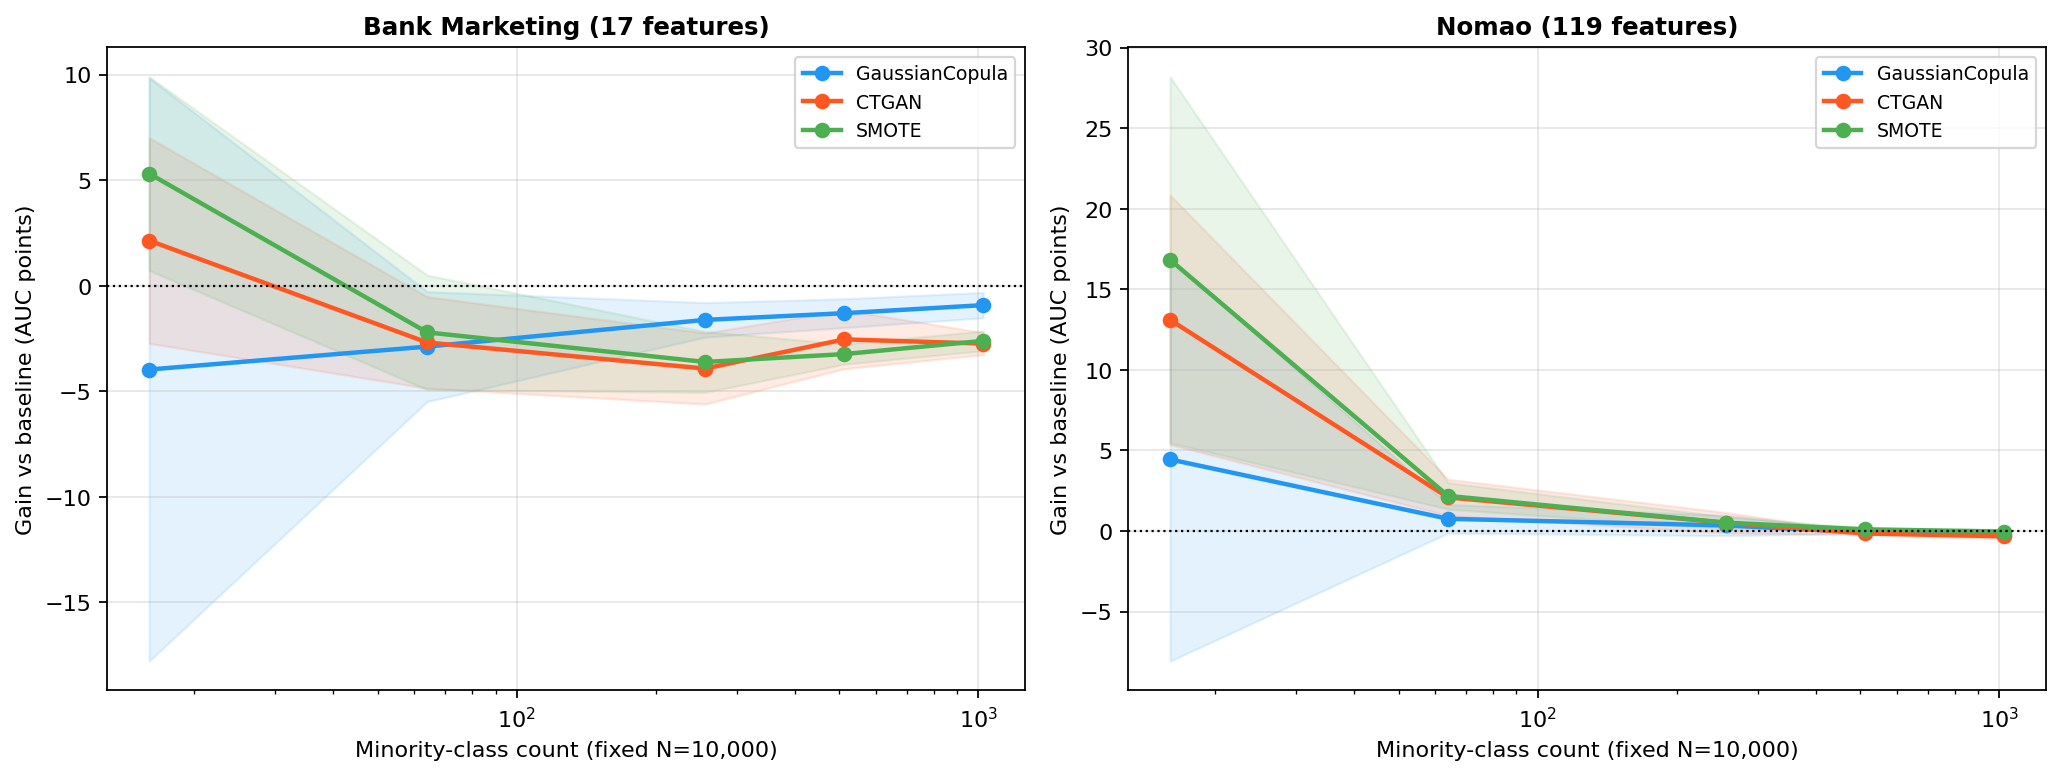 Bank Marketing (17 features)
Gain vs baseline (AUC points)
10
5
0
−5
−10
−15
GaussianCopula
CTGAN
SMOTE
10²
10³
Minority-class count (fixed N=10,000)
Nomao (119 features)
Gain vs baseline (AUC points)
30
25
20
15
10
5
0
−5
GaussianCopula
CTGAN
SMOTE
10²
10³
Minority-class count (fixed N=10,000)